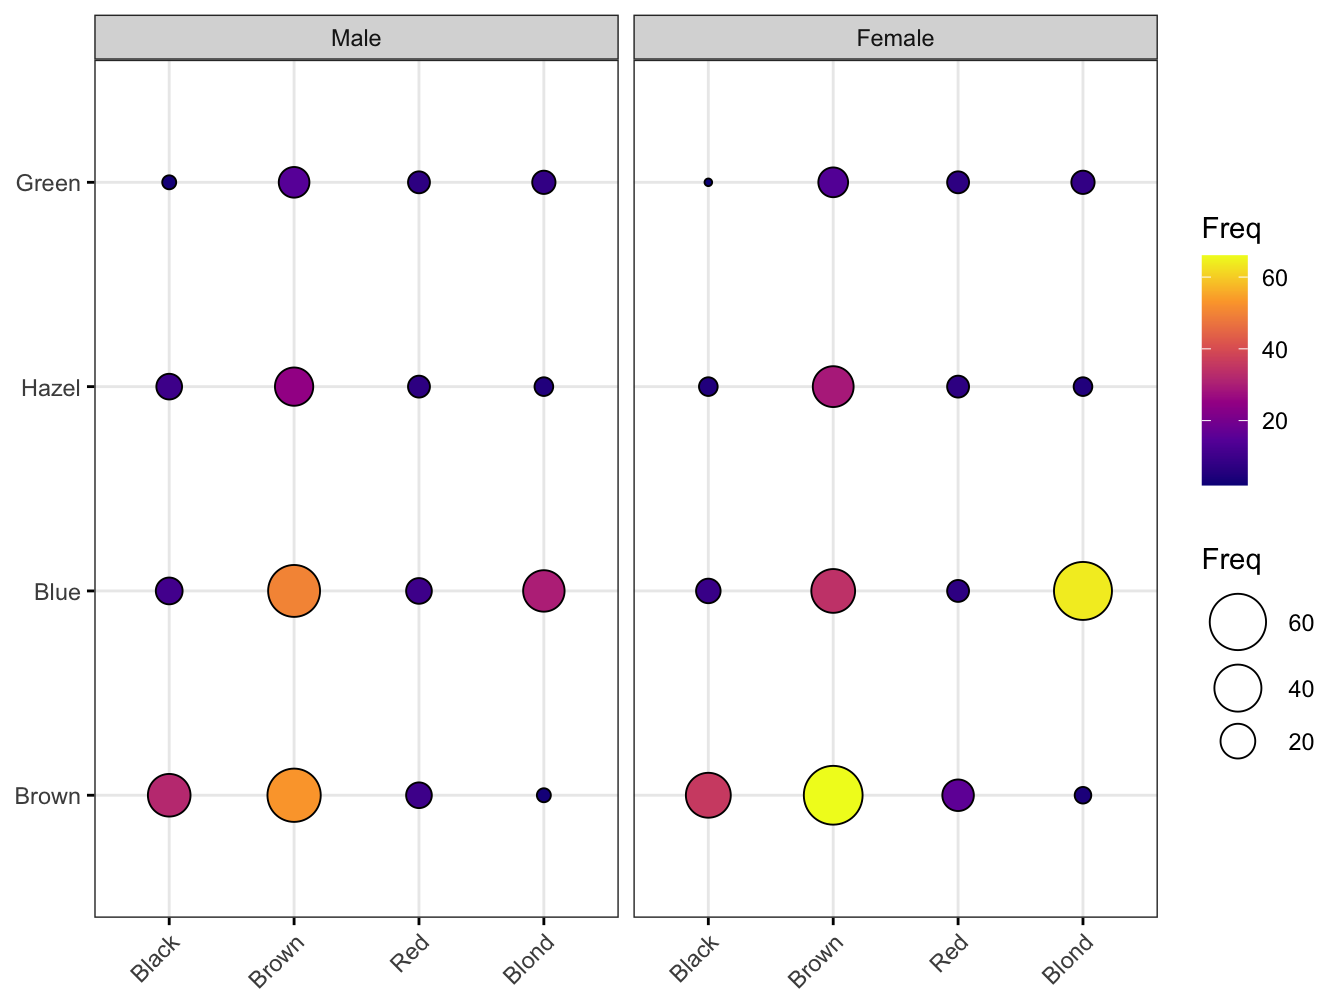 Male
Female
Green
Hazel
Blue
Brown
Black
Brown
Red
Blond
Black
Brown
Red
Blond
Freq
60
40
20
Freq
60
40
20